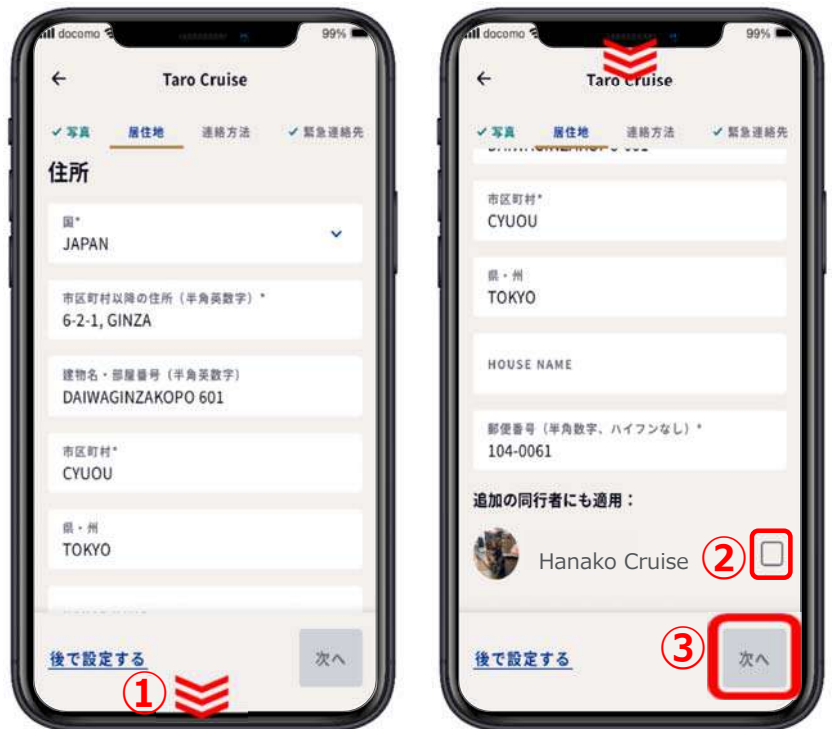 docomo
99%
Taro Cruise
写真 居住地 連絡方法 緊急連絡先
住所
国*
JAPAN
市区町村以降の住所（半角英数字）*
6-2-1, GINZA
建物名・部屋番号（半角英数字）
DAIWAGINZAKOPO 601
市区町村*
CYUOU
県・州
TOKYO
後で設定する
次へ
①
docomo
99%
Taro Cruise
写真 居住地 連絡方法 緊急連絡先
市区町村*
CYUOU
県・州
TOKYO
HOUSE NAME
郵便番号（半角数字、ハイフンなし）*
104-0061
追加の同行者にも適用：
Hanako Cruise ②
後で設定する
③ 次へ